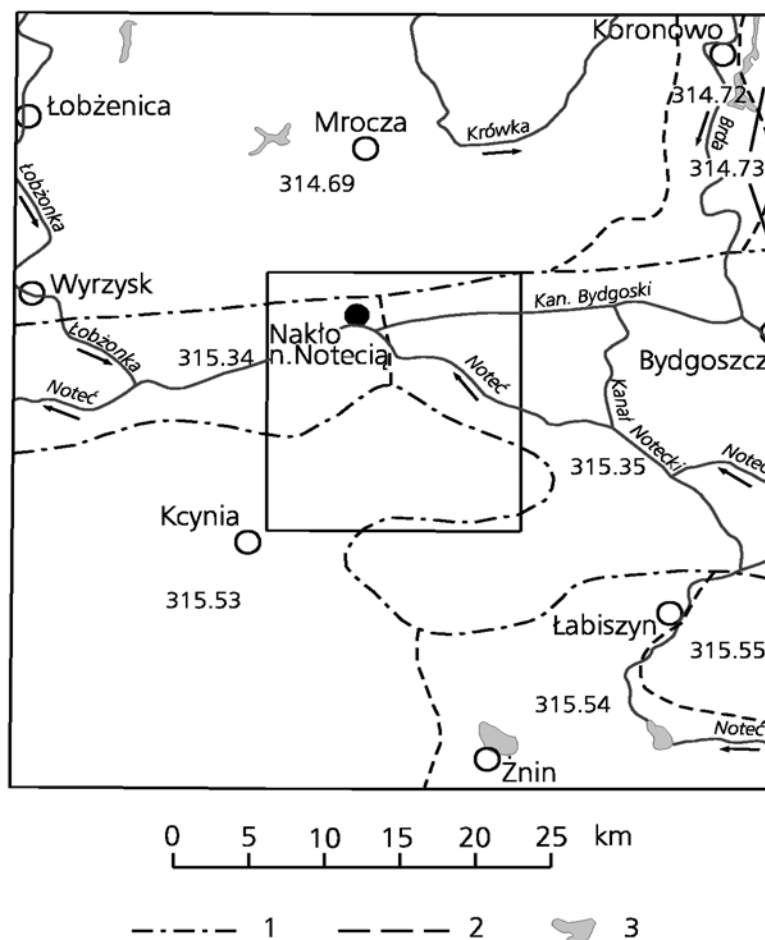 Koronowo
Łobżenica
314.72
Mrocza
Krówka
Brda
314.73
Łobżonka
314.69
Wyrzysk
Kan. Bydgoski
Nakło
n.Notecią
Łobżonka
315.34
Bydgoszcz
Noteć
Noteć
Kanał
Notecki
Noteć
315.35
Kcynia
315.53
Łabiszyn
315.55
315.54
Noteć
Żnin
0 5 10 15 20 25 km
1 2 3